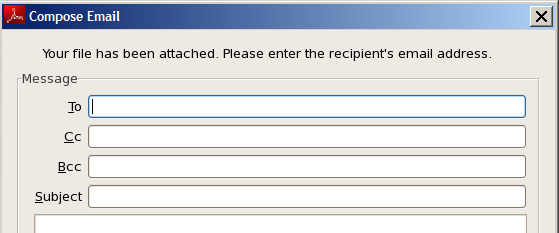 Compose Email
Your file has been attached. Please enter the recipient's email address.
Message
To
Cc
Bcc
Subject